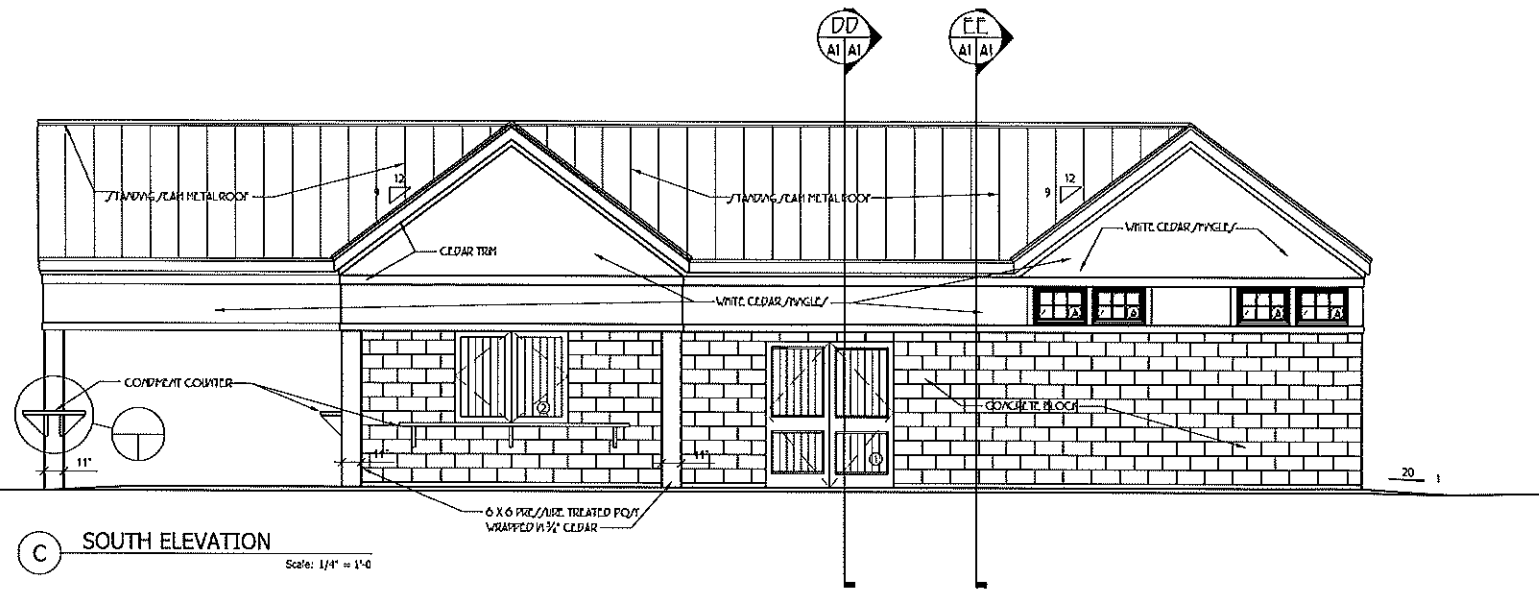 DD
A1 A1
EE
A1 A1
STANDING SEAM METAL ROOF
12
9
STANDING SEAM METAL ROOF
12
9
WHITE CEDAR SHINGLES
CEDAR TRIM
WHITE CEDAR SHINGLES
A
A
A
A
CONDIMENT COUNTER
2
CONCRETE BLOCK
1
11"
11"
11"
20
1
6 X 6 PRESSURE TREATED POST
WRAPPED IN 3/4" CEDAR
C
SOUTH ELEVATION
Scale: 1/4" = 1'-0